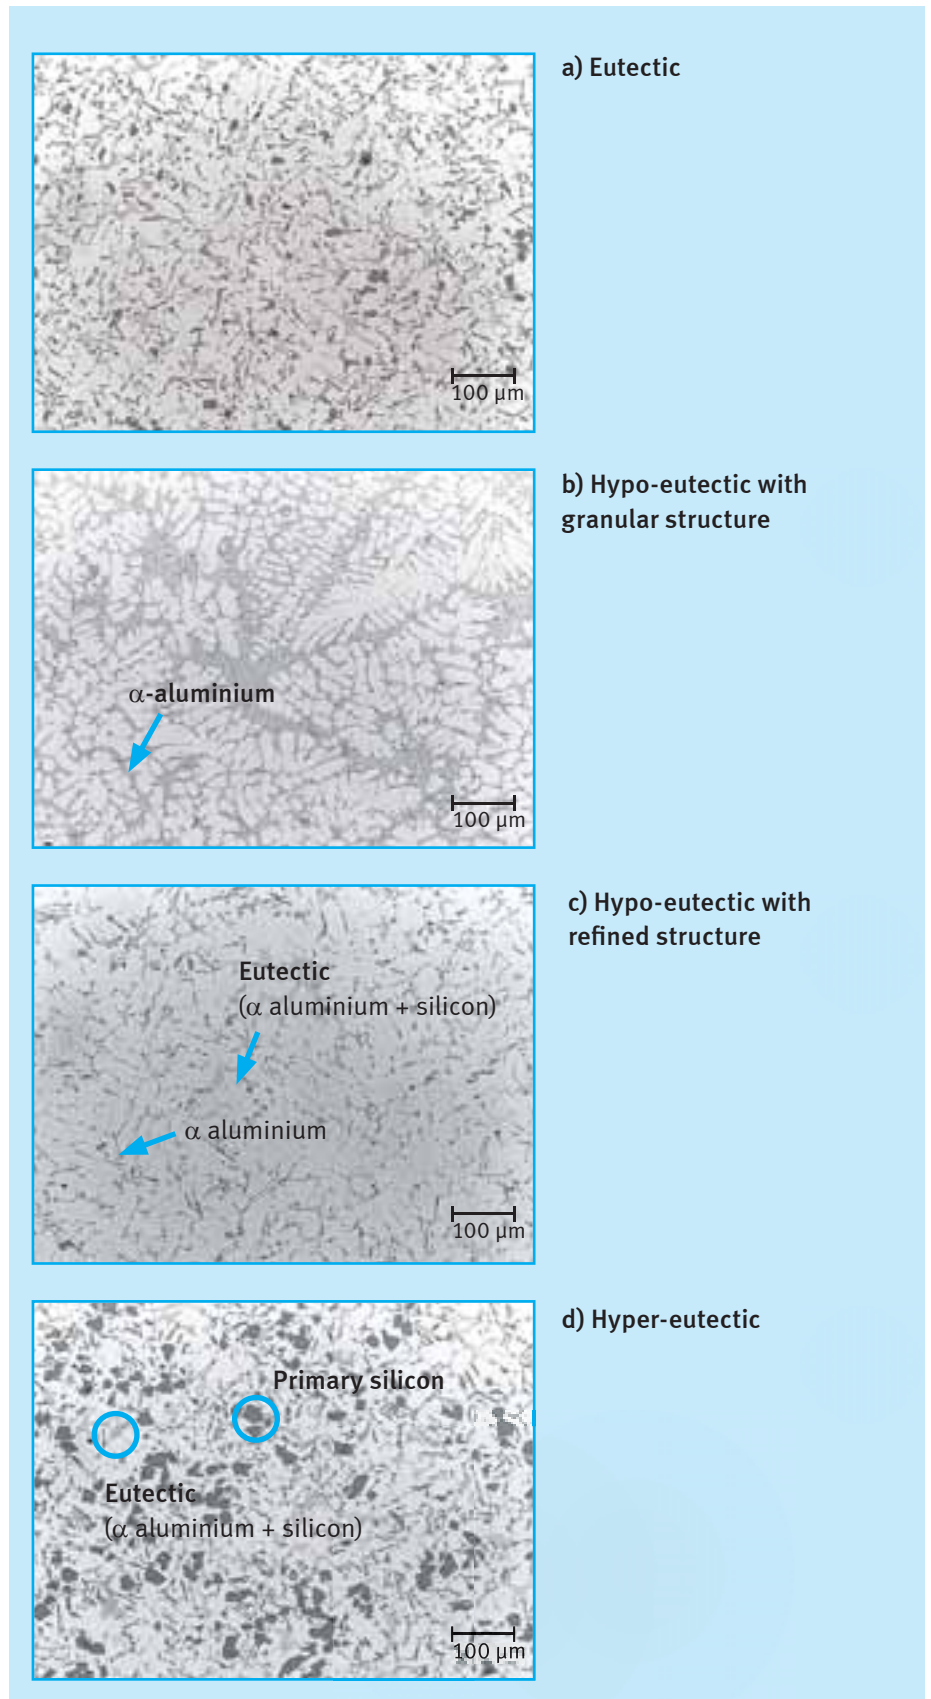 a) Eutectic
100 µm
b) Hypo-eutectic with
granular structure
α-aluminium
100 µm
c) Hypo-eutectic with
refined structure
Eutectic
(α aluminium + silicon)
α aluminium
100 µm
d) Hyper-eutectic
Primary silicon
Eutectic
(α aluminium + silicon)
100 µm